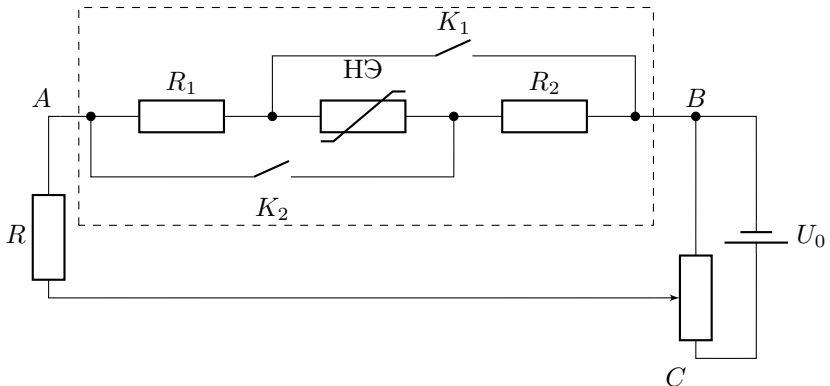 K₁
НЭ
A
R₁
R₂
B
K₂
R
U₀
C